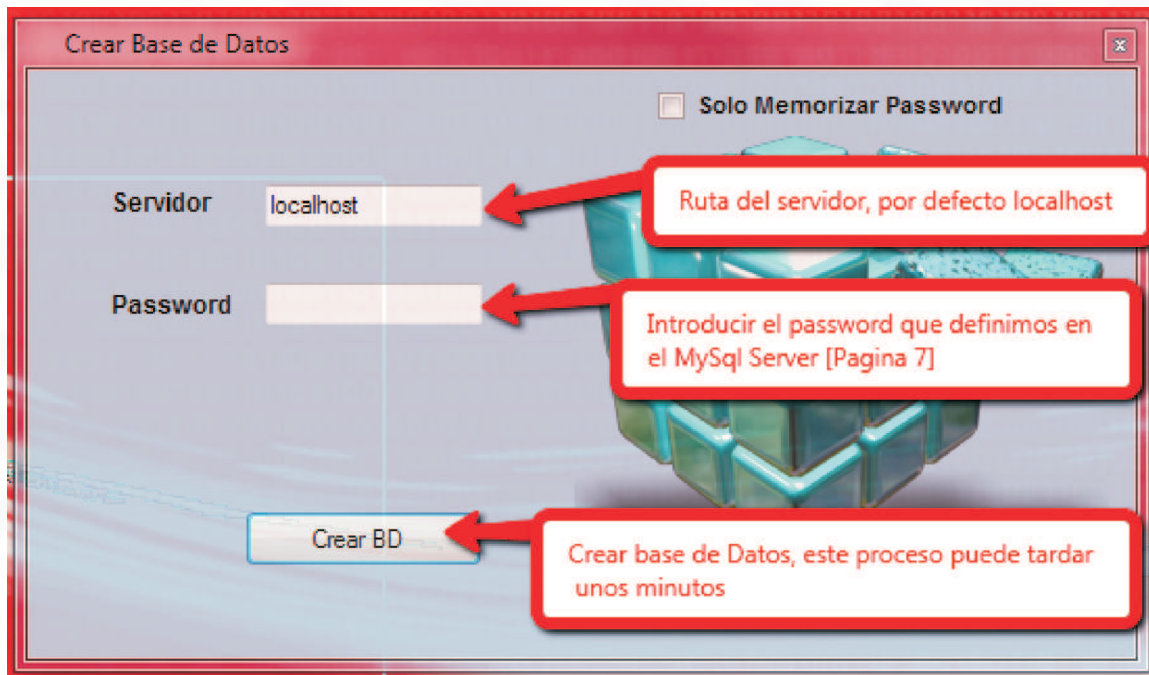 Crear Base de Datos
Solo Memorizar Password
Servidor
localhost
Ruta del servidor, por defecto localhost
Password
Introducir el password que definimos en
el MySql Server [Pagina 7]
Crear BD
Crear base de Datos, este proceso puede tardar
unos minutos